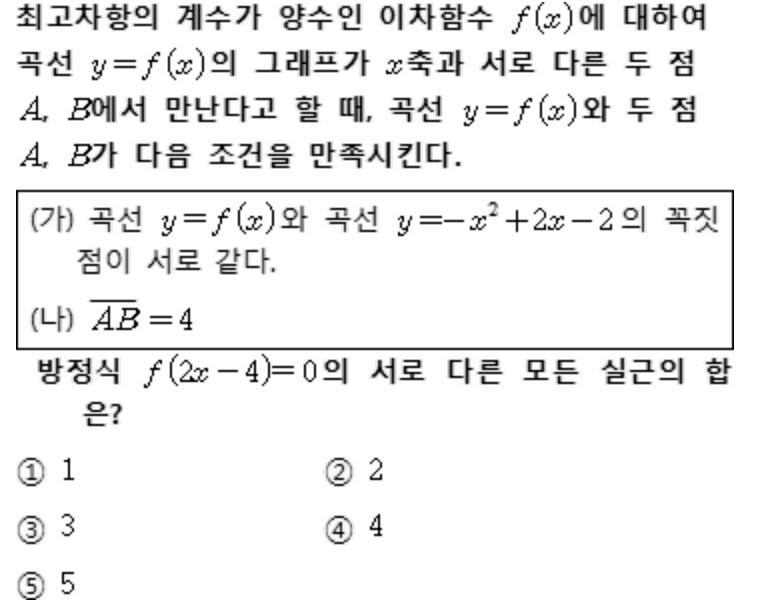 최고차항의 계수가 양수인 이차함수 f(x)에 대하여
곡선 y=f(x)의 그래프가 x축과 서로 다른 두 점
A, B에서 만난다고 할 때, 곡선 y=f(x)와 두 점
A, B가 다음 조건을 만족시킨다.
(가) 곡선 y=f(x)와 곡선 y=-x²+2x-2의 꼭짓
점이 서로 같다.
(나) A̅B̅=4
방정식 f(2x-4)=0의 서로 다른 모든 실근의 합
은?
① 1 ② 2
③ 3 ④ 4
⑤ 5